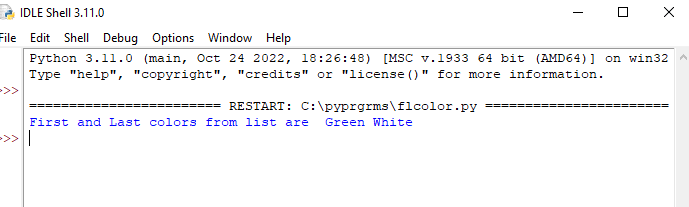 IDLE Shell 3.11.0
File Edit Shell Debug Options Window Help
Python 3.11.0 (main, Oct 24 2022, 18:26:48) [MSC v.1933 64 bit (AMD64)] on win32
Type "help", "copyright", "credits" or "license()" for more information.
>>>
======================== RESTART: C:\pyprgrms\flcolor.py =======================
First and Last colors from list are  Green White
>>>